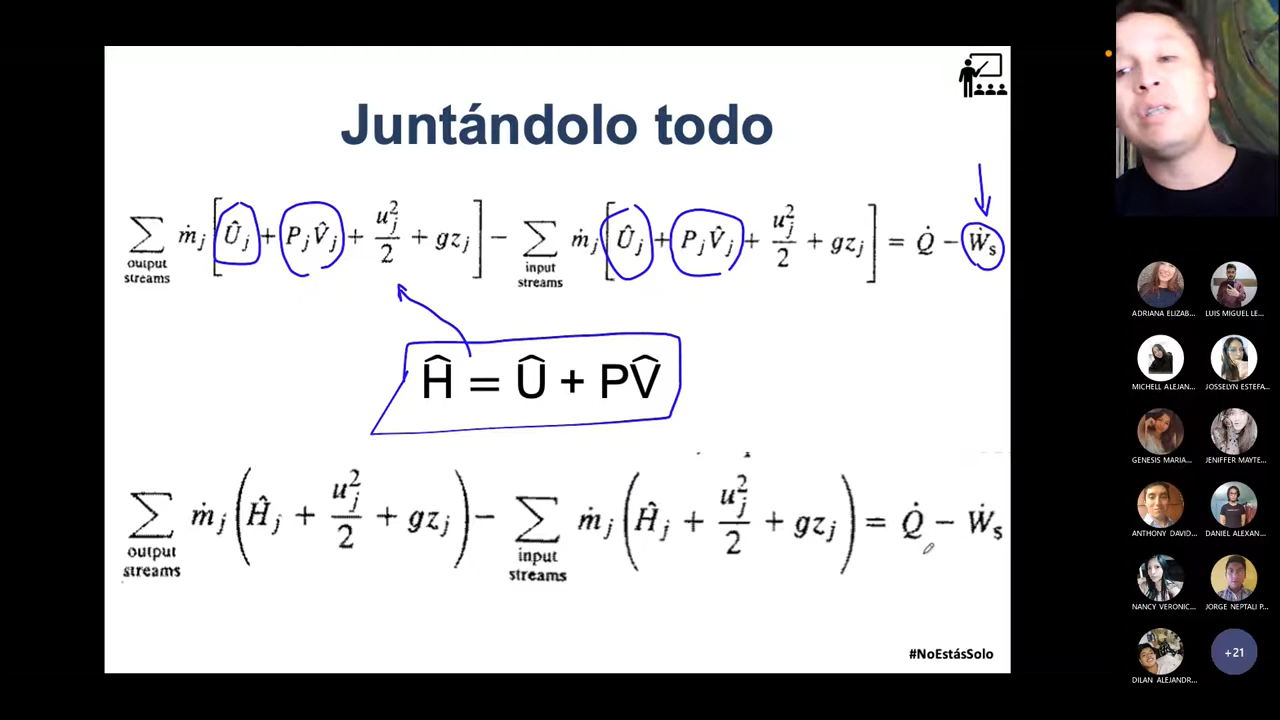 Juntándolo todo
∑ ṁⱼ [Ûⱼ + PⱼV̂ⱼ + uⱼ²/2 + gzⱼ] − ∑ ṁⱼ [Ûⱼ + PⱼV̂ⱼ + uⱼ²/2 + gzⱼ] = Q̇ − Ẇₛ
output streams
input streams
Ĥ = Û + PV̂
∑ ṁⱼ (Ĥⱼ + uⱼ²/2 + gzⱼ) − ∑ ṁⱼ (Ĥⱼ + uⱼ²/2 + gzⱼ) = Q̇ − Ẇₛ
output streams
input streams
#NoEstásSolo
ADRIANA ELIZAB...
LUIS MIGUEL LE...
MICHELL ALEJAN...
JOSSELYN ESTEFA...
GENESIS MARIA...
JENIFFER MAYTE...
ANTHONY DAVID...
DANIEL ALEXAN...
NANCY VERONIC...
JORGE NEPTALI P...
DILAN ALEJANDR...
+21